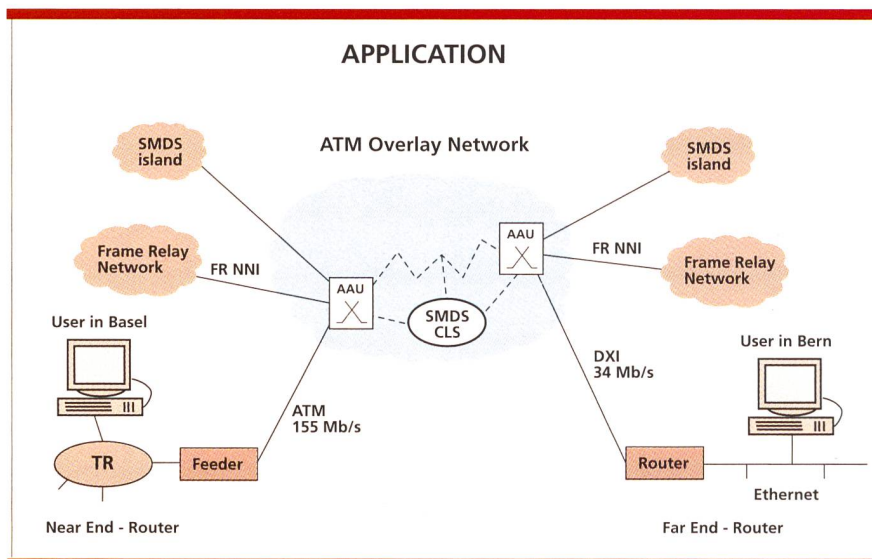 APPLICATION
ATM Overlay Network
SMDS
island
SMDS
island
Frame Relay
Network
FR NNI
AAU
AAU
FR NNI
Frame Relay
Network
SMDS
CLS
User in Basel
User in Bern
ATM
155 Mb/s
DXI
34 Mb/s
TR
Feeder
Router
Ethernet
Near End - Router
Far End - Router